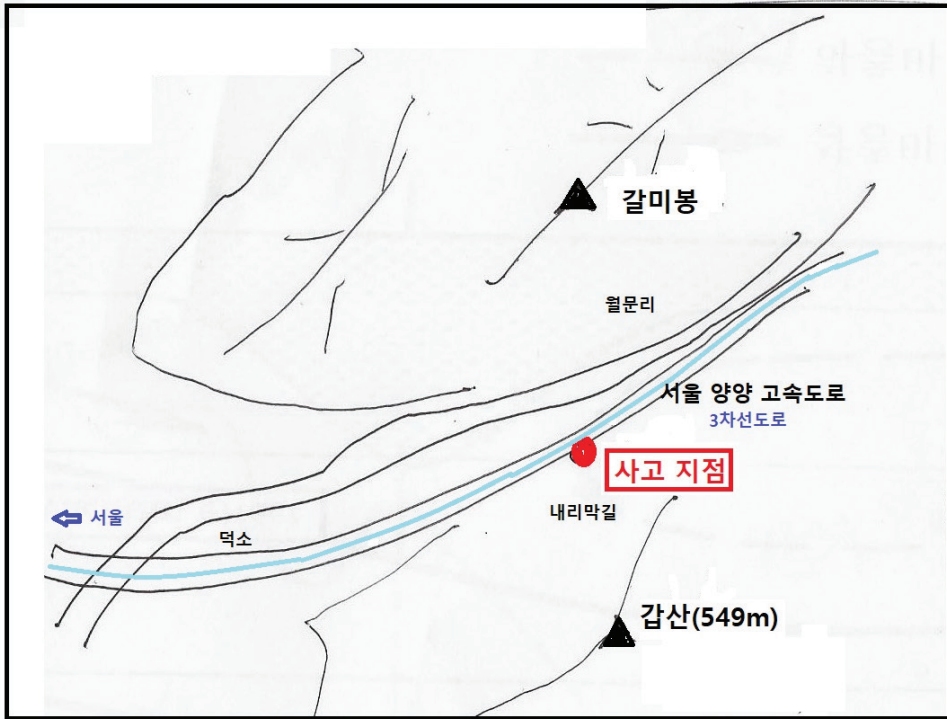 갈미봉
월문리
서울 양양 고속도로
3차선도로
사고 지점
서울
내리막길
덕소
갑산(549m)